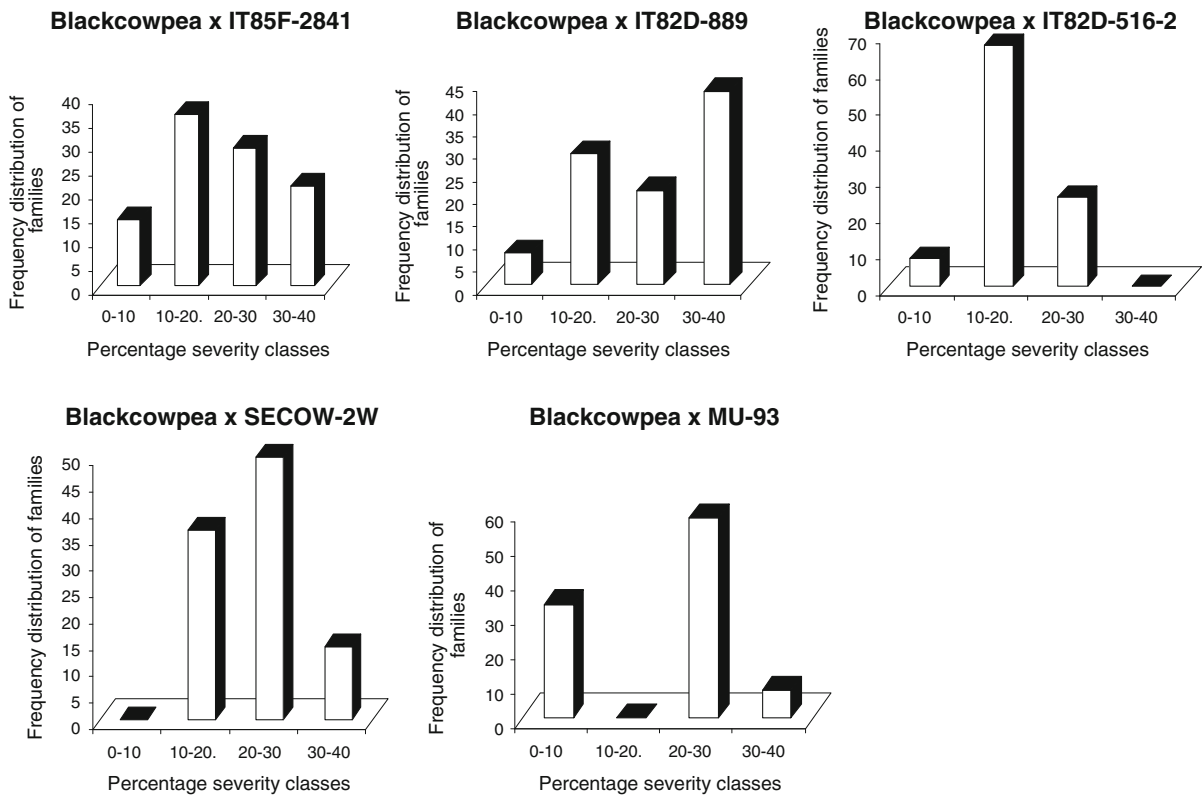 Blackcowpea x IT85F-2841
Frequency distribution of
families
40
35
30
25
20
15
10
5
0
0-10 10-20. 20-30 30-40
Percentage severity classes
Blackcowpea x IT82D-889
Frequency distribution of
families
45
40
35
30
25
20
15
10
5
0
0-10 10-20. 20-30 30-40
Percentage severity classes
Blackcowpea x IT82D-516-2
Frequency distribution of families
70
60
50
40
30
20
10
0
0-10 10-20. 20-30 30-40
Percentage severity classes
Blackcowpea x SECOW-2W
Frequency distribution of families
50
45
40
35
30
25
20
15
10
5
0
0-10 10-20. 20-30 30-40
Percentage severity classes
Blackcowpea x MU-93
Frequency distribution of
families
60
50
40
30
20
10
0
0-10 10-20. 20-30 30-40
Percentage severity classes